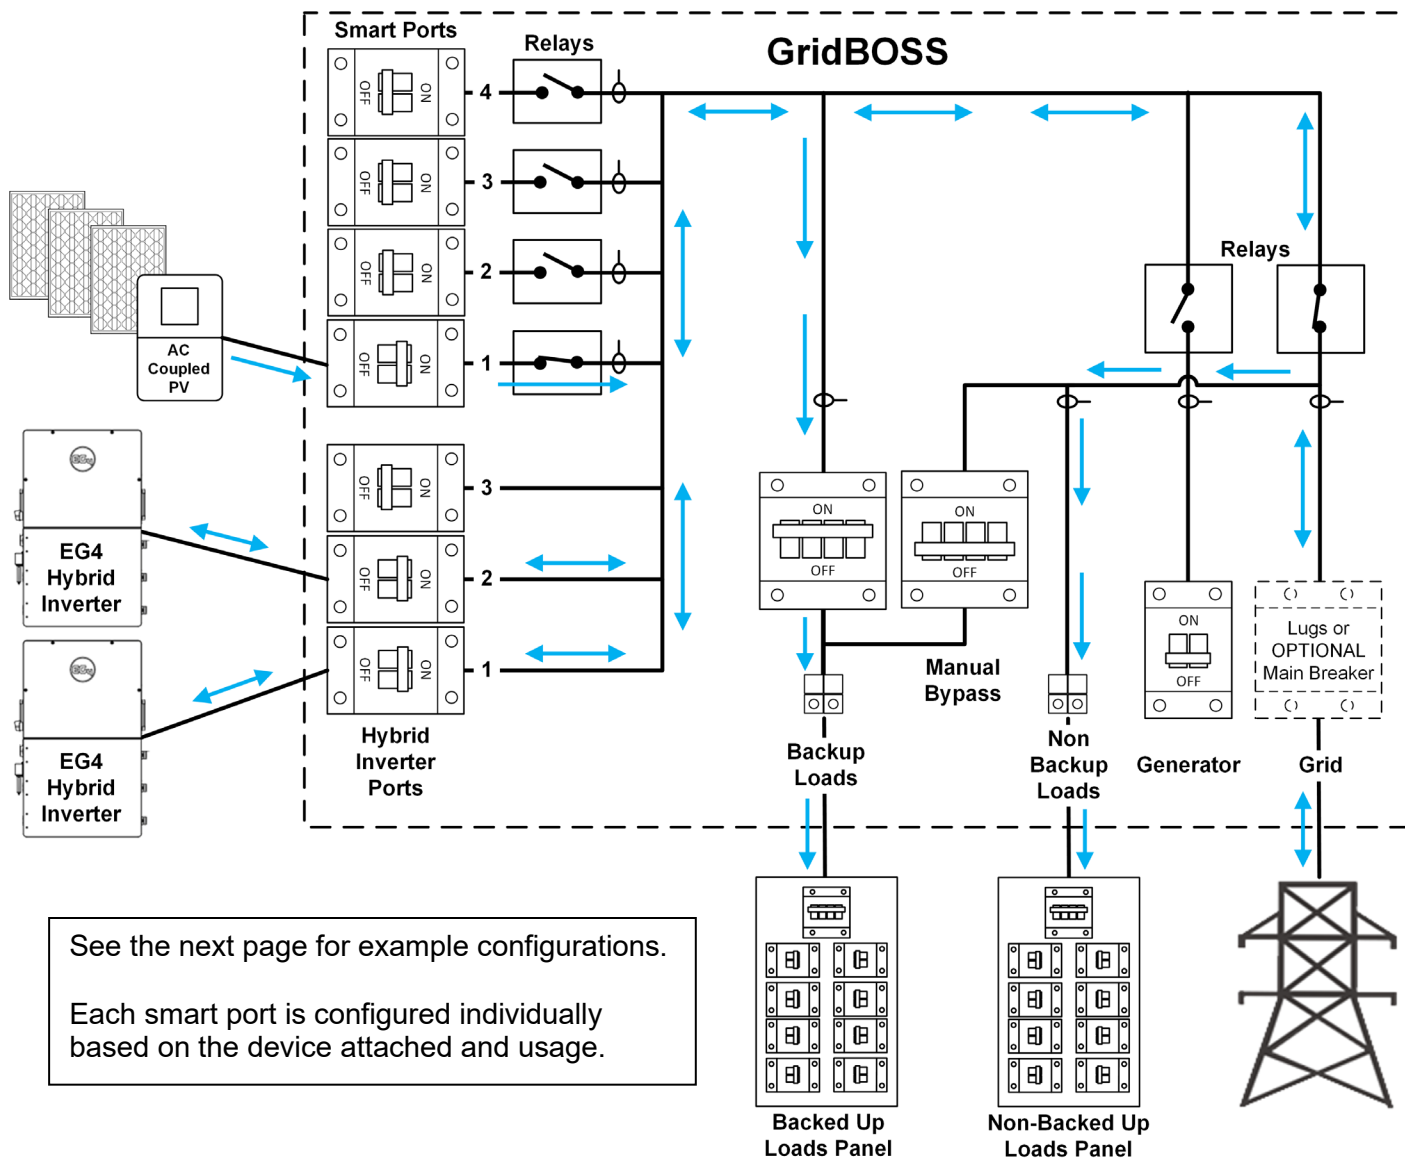 GridBOSS
Smart Ports
Relays
OFF
ON
4
OFF
ON
3
OFF
ON
2
OFF
ON
1
AC
Coupled
PV
Relays
OFF
ON
3
OFF
ON
2
OFF
ON
1
Hybrid
Inverter
Ports
EG4
Hybrid
Inverter
EG4
Hybrid
Inverter
ON
OFF
ON
OFF
Manual
Bypass
ON
OFF
Lugs or
OPTIONAL
Main Breaker
Backup
Loads
Non
Backup
Loads
Generator
Grid
See the next page for example configurations.
Each smart port is configured individually
based on the device attached and usage.
Backed Up
Loads Panel
Non-Backed Up
Loads Panel